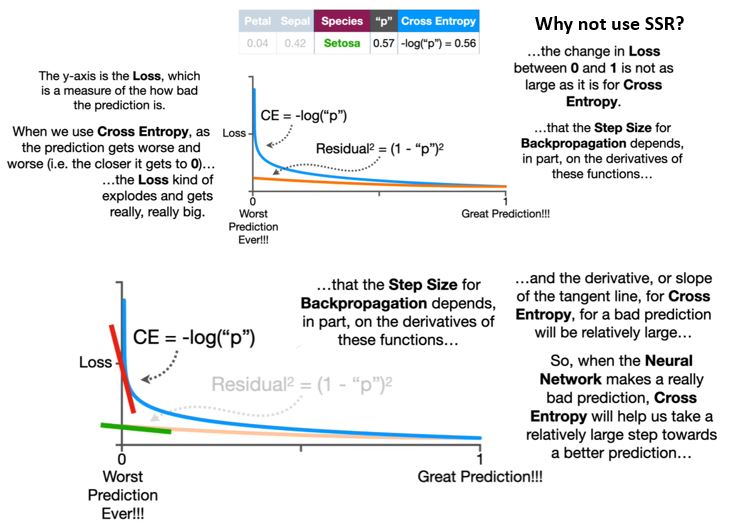 Petal Sepal Species "p" Cross Entropy
0.04 0.42 Setosa 0.57 -log("p") = 0.56
Why not use SSR?
The y-axis is the Loss, which
is a measure of the how bad
the prediction is.
When we use Cross Entropy, as
the prediction gets worse and
worse (i.e. the closer it gets to 0)…
…the Loss kind of
explodes and gets
really, really big.
CE = -log("p")
Loss
Residual² = (1 - "p")²
0
1
Worst
Prediction
Ever!!!
Great Prediction!!!
…the change in Loss
between 0 and 1 is not as
large as it is for Cross
Entropy.
…that the Step Size for
Backpropagation depends,
in part, on the derivatives of
these functions…
…that the Step Size for
Backpropagation depends,
in part, on the derivatives of
these functions…
CE = -log("p")
Loss
Residual² = (1 - "p")²
0
1
Worst
Prediction
Ever!!!
Great Prediction!!!
…and the derivative, or slope
of the tangent line, for Cross
Entropy, for a bad prediction
will be relatively large…
So, when the Neural
Network makes a really
bad prediction, Cross
Entropy will help us take a
relatively large step towards
a better prediction…